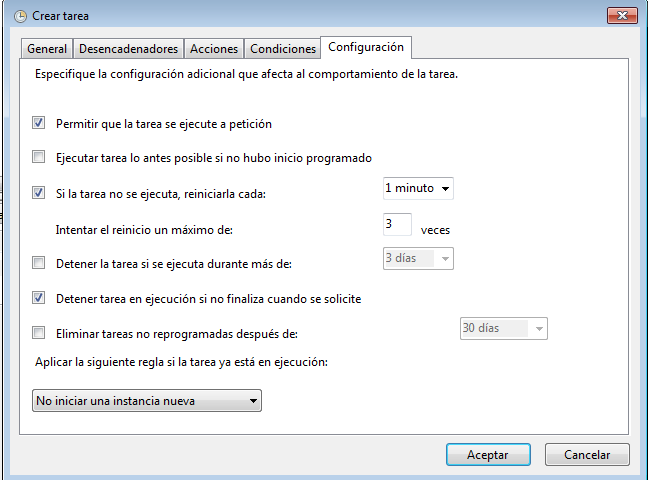 Crear tarea
General Desencadenadores Acciones Condiciones Configuración
Especifique la configuración adicional que afecta al comportamiento de la tarea.
Permitir que la tarea se ejecute a petición
Ejecutar tarea lo antes posible si no hubo inicio programado
Si la tarea no se ejecuta, reiniciarla cada: 1 minuto
Intentar el reinicio un máximo de: 3 veces
Detener la tarea si se ejecuta durante más de: 3 días
Detener tarea en ejecución si no finaliza cuando se solicite
Eliminar tareas no reprogramadas después de: 30 días
Aplicar la siguiente regla si la tarea ya está en ejecución:
No iniciar una instancia nueva
Aceptar Cancelar